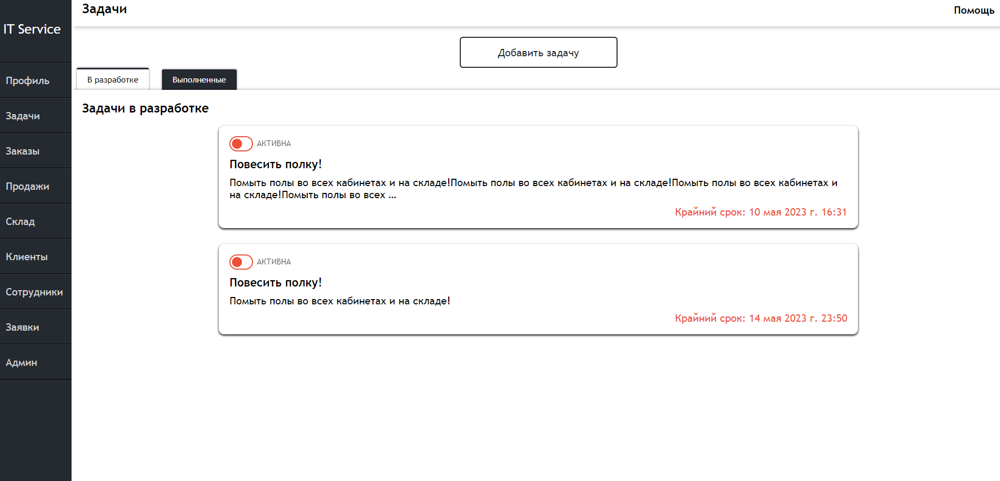 IT Service
Профиль
Задачи
Заказы
Продажи
Склад
Клиенты
Сотрудники
Заявки
Админ
Задачи
Помощь
Добавить задачу
В разработке
Выполненные
Задачи в разработке
АКТИВНА
Повесить полку!
Помыть полы во всех кабинетах и на складе!Помыть полы во всех кабинетах и на складе!Помыть полы во всех кабинетах и
на складе!Помыть полы во всех ...
Крайний срок: 10 мая 2023 г. 16:31
АКТИВНА
Повесить полку!
Помыть полы во всех кабинетах и на складе!
Крайний срок: 14 мая 2023 г. 23:50